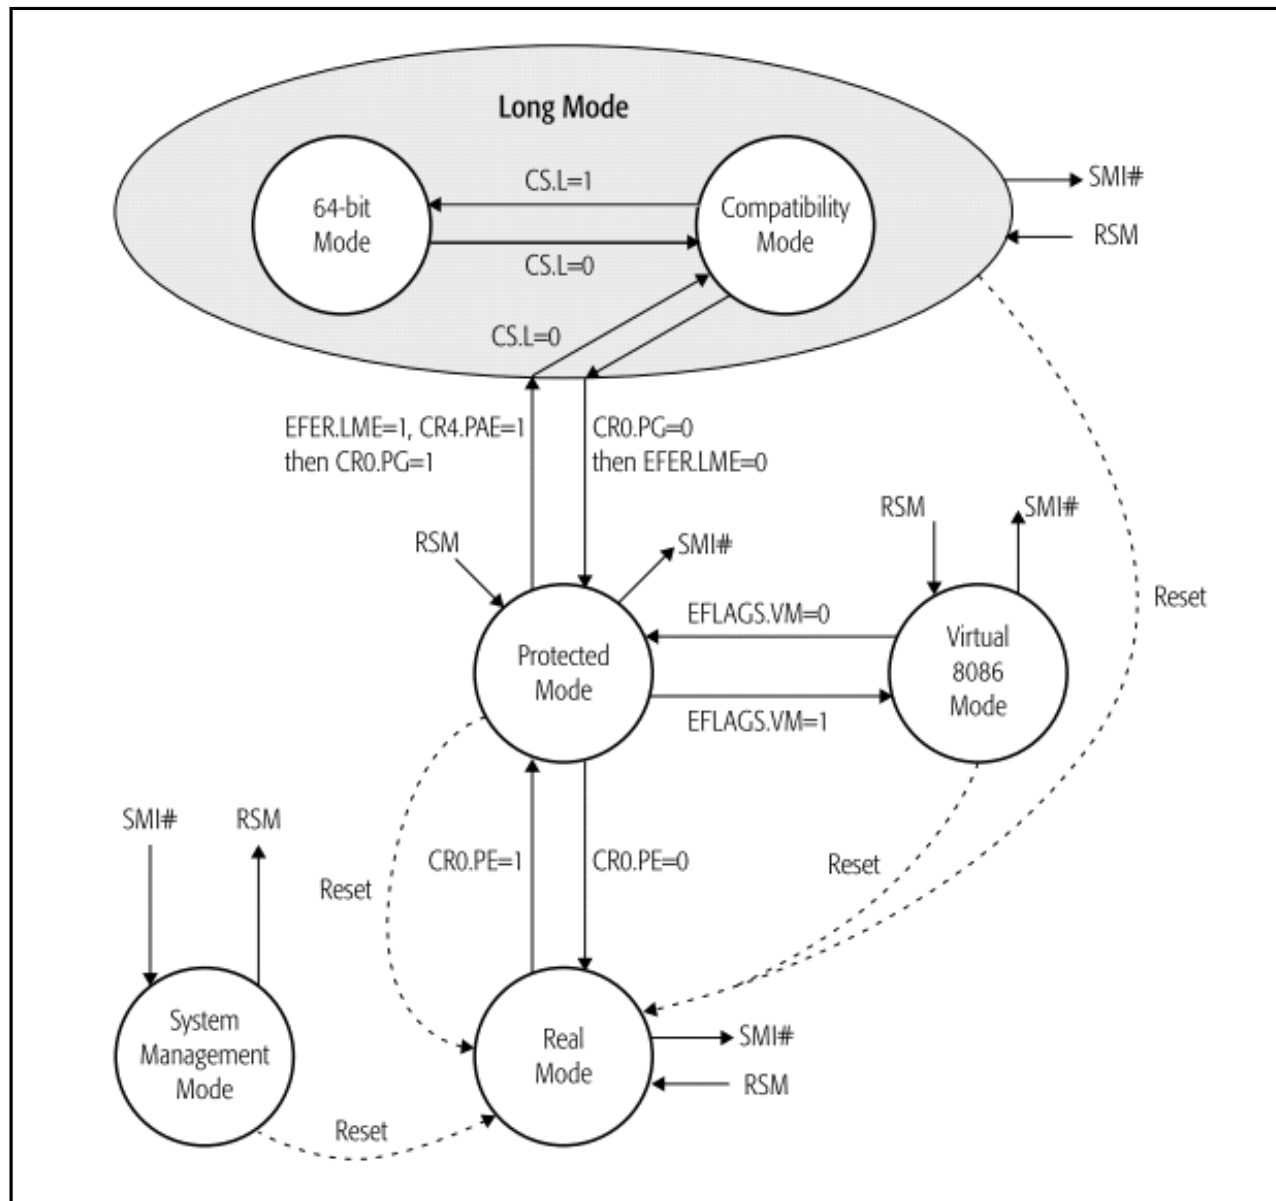 Long Mode
64-bit
Mode
CS.L=1
CS.L=0
Compatibility
Mode
SMI#
RSM
CS.L=0
EFER.LME=1, CR4.PAE=1
then CR0.PG=1
CR0.PG=0
then EFER.LME=0
RSM
SMI#
RSM
SMI#
Reset
Protected
Mode
EFLAGS.VM=0
EFLAGS.VM=1
Virtual
8086
Mode
SMI#
RSM
Reset
CR0.PE=1
CR0.PE=0
Reset
System
Management
Mode
Reset
Real
Mode
SMI#
RSM